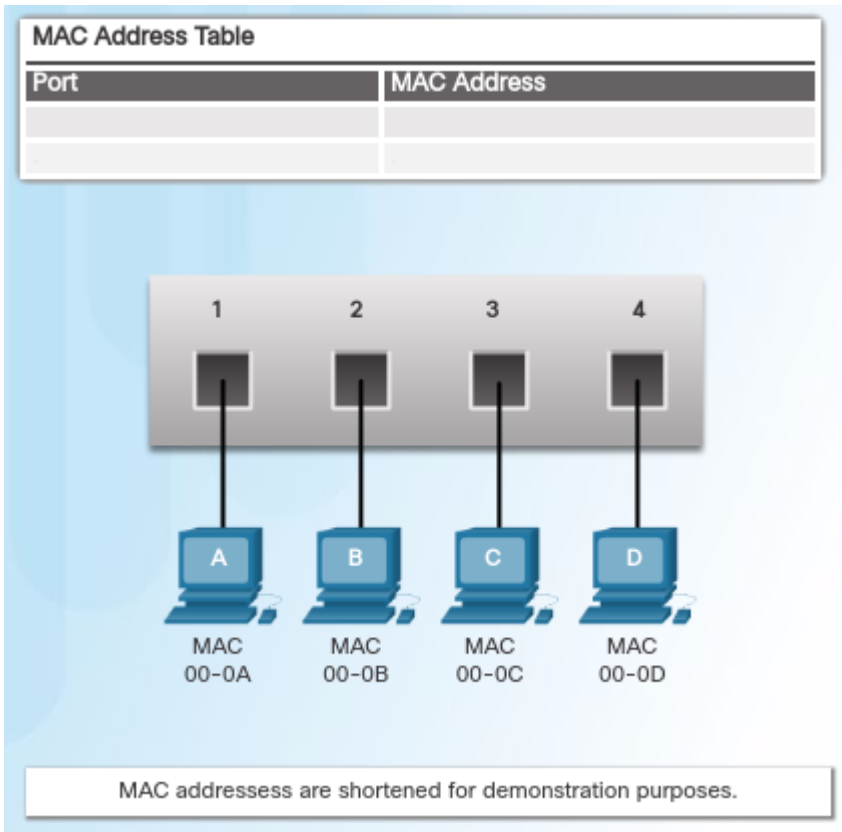 MAC Address Table
Port MAC Address
1 2 3 4
A B C D
MAC MAC MAC MAC
00-0A 00-0B 00-0C 00-0D
MAC addressess are shortened for demonstration purposes.